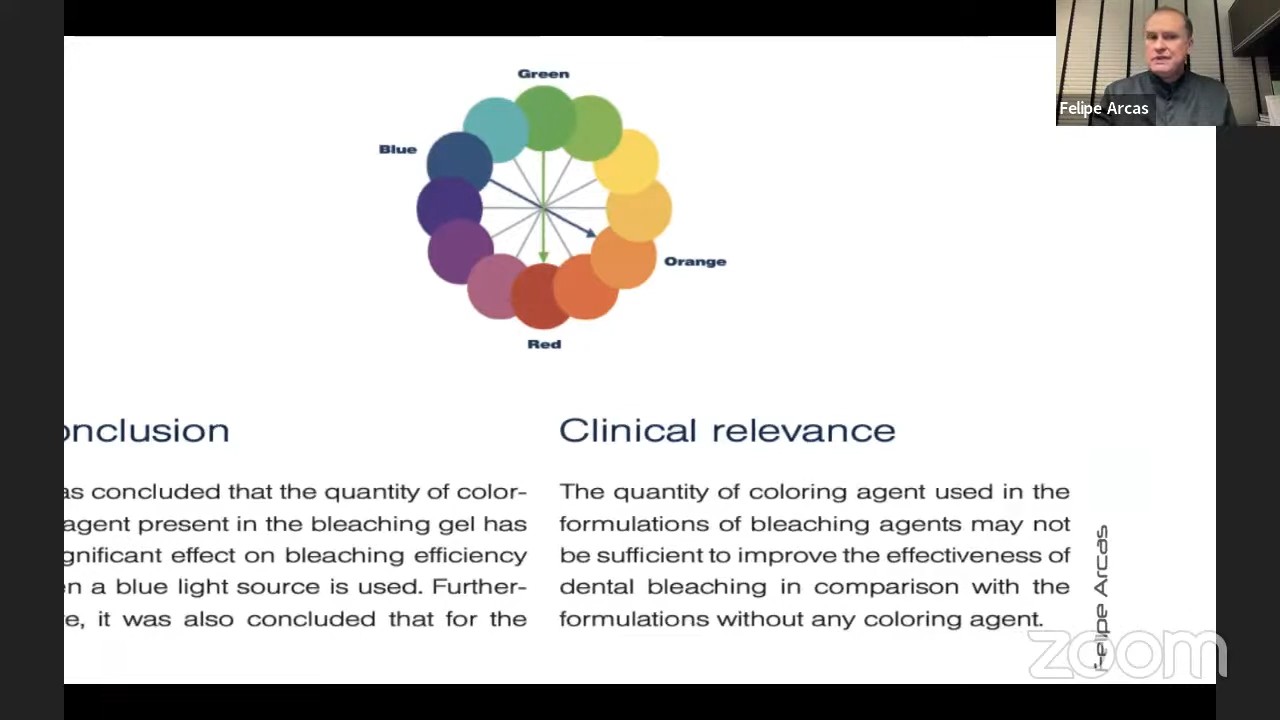 Green
Felipe Arcas
Blue
Orange
Red
onclusion
as concluded that the quantity of color-
agent present in the bleaching gel has
gnificant effect on bleaching efficiency
n a blue light source is used. Further-
e, it was also concluded that for the
Clinical relevance
The quantity of coloring agent used in the
formulations of bleaching agents may not
be sufficient to improve the effectiveness of
dental bleaching in comparison with the
formulations without any coloring agent.
Felipe Arcas
zoom